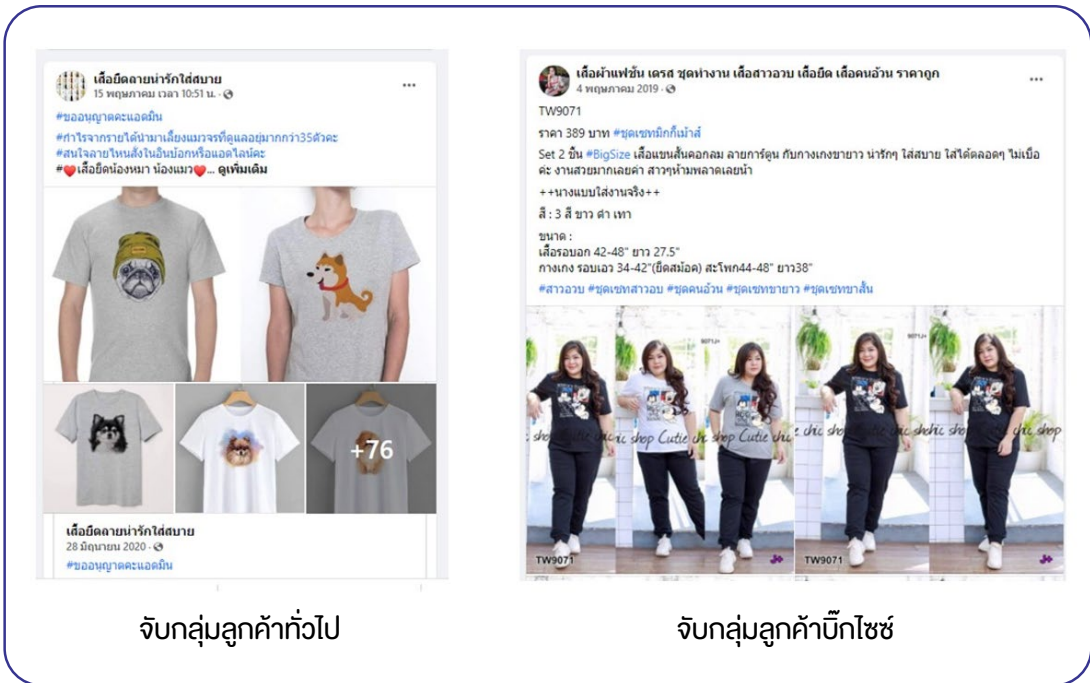 เสื้อยืดลายน่ารักใส่สบาย
15 พฤษภาคม เวลา 10:51 น. ·
#ขออนุญาตคะแอดมิน
#กำไรจากรายได้นำมาเลี้ยงแมวจรที่ดูแลอยู่มากกว่า35ตัวคะ
#สนใจลายไหนสั่งในอินบ๊อกหรือแอดไลน์คะ
#❤️เสื้อยืดน้องหมา น้องแมว❤️... ดูเพิ่มเติม
+76
เสื้อยืดลายน่ารักใส่สบาย
28 มิถุนายน 2020 ·
#ขออนุญาตคะแอดมิน
จับกลุ่มลูกค้าทั่วไป
เสื้อผ้าแฟชั่น เดรส ชุดทำงาน เสื้อสาวอวบ เสื้อยืด เสื้อคนอ้วน ราคาถูก
4 พฤษภาคม 2019 ·
TW9071
ราคา 389 บาท #ชุดเซทมิกกี้เม้าส์
Set 2 ชิ้น #BigSize เสื้อแขนสั้นคอกลม ลายการ์ตูน กับกางเกงขายาว น่ารักๆ ใส่สบาย ใส่ได้ตลอดๆ ไม่เบื่อ
ค่ะ งานสวยมากเลยค่า สาวๆห้ามพลาดเลยน้า
++นางแบบใส่งานจริง++
สี : 3 สี ขาว ดำ เทา
ขนาด :
เสื้อรอบอก 42-48" ยาว 27.5"
กางเกง รอบเอว 34-42"(ยืดสม็อค) สะโพก44-48" ยาว38"
#สาวอวบ #ชุดเซทสาวอวบ #ชุดคนอ้วน #ชุดเซทขายาว #ชุดเซทขาสั้น
shop Cutie chic shop
TW9071
TW9071
จับกลุ่มลูกค้าบิ๊กไซซ์